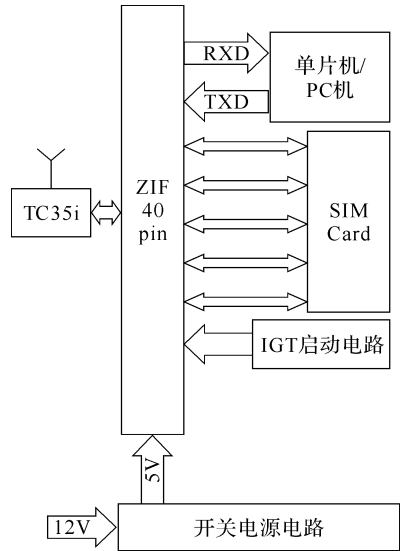 RXD
单片机/
PC机
TXD
ZIF
40
pin
TC35i
SIM
Card
IGT启动电路
5V
12V
开关电源电路